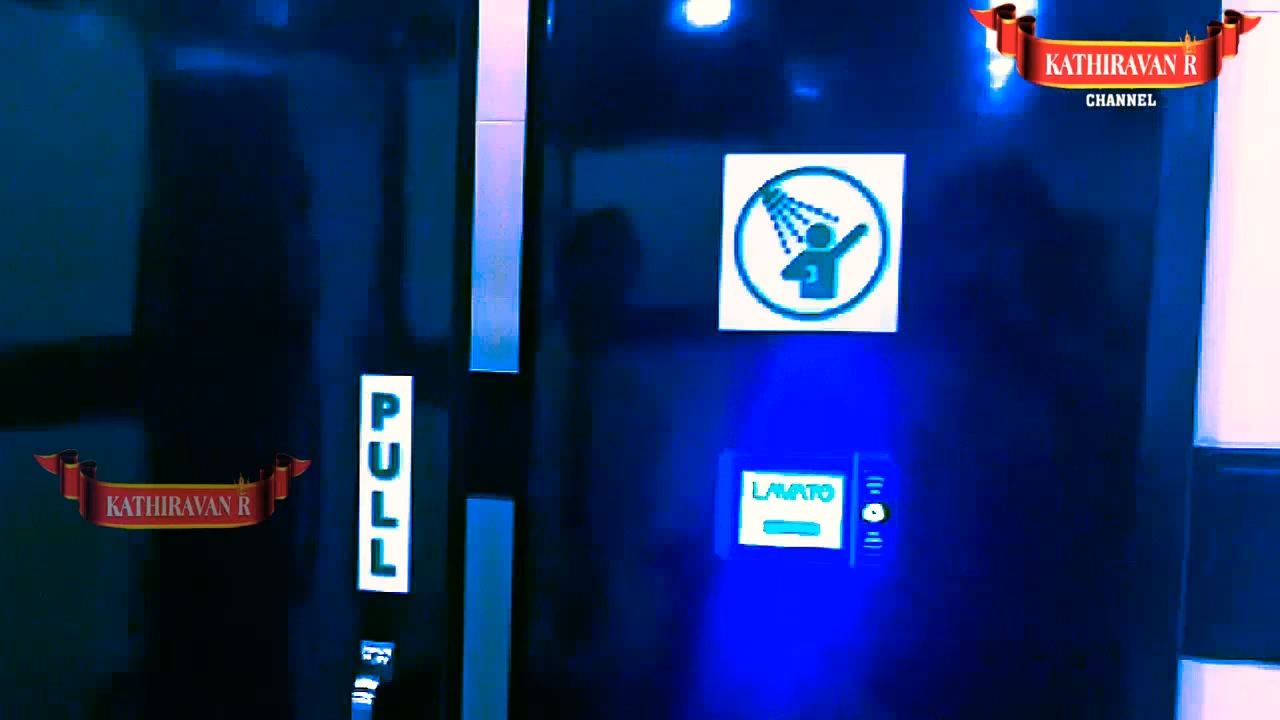 KATHIRAVAN R
CHANNEL
PULL
LAVATO
KATHIRAVAN R